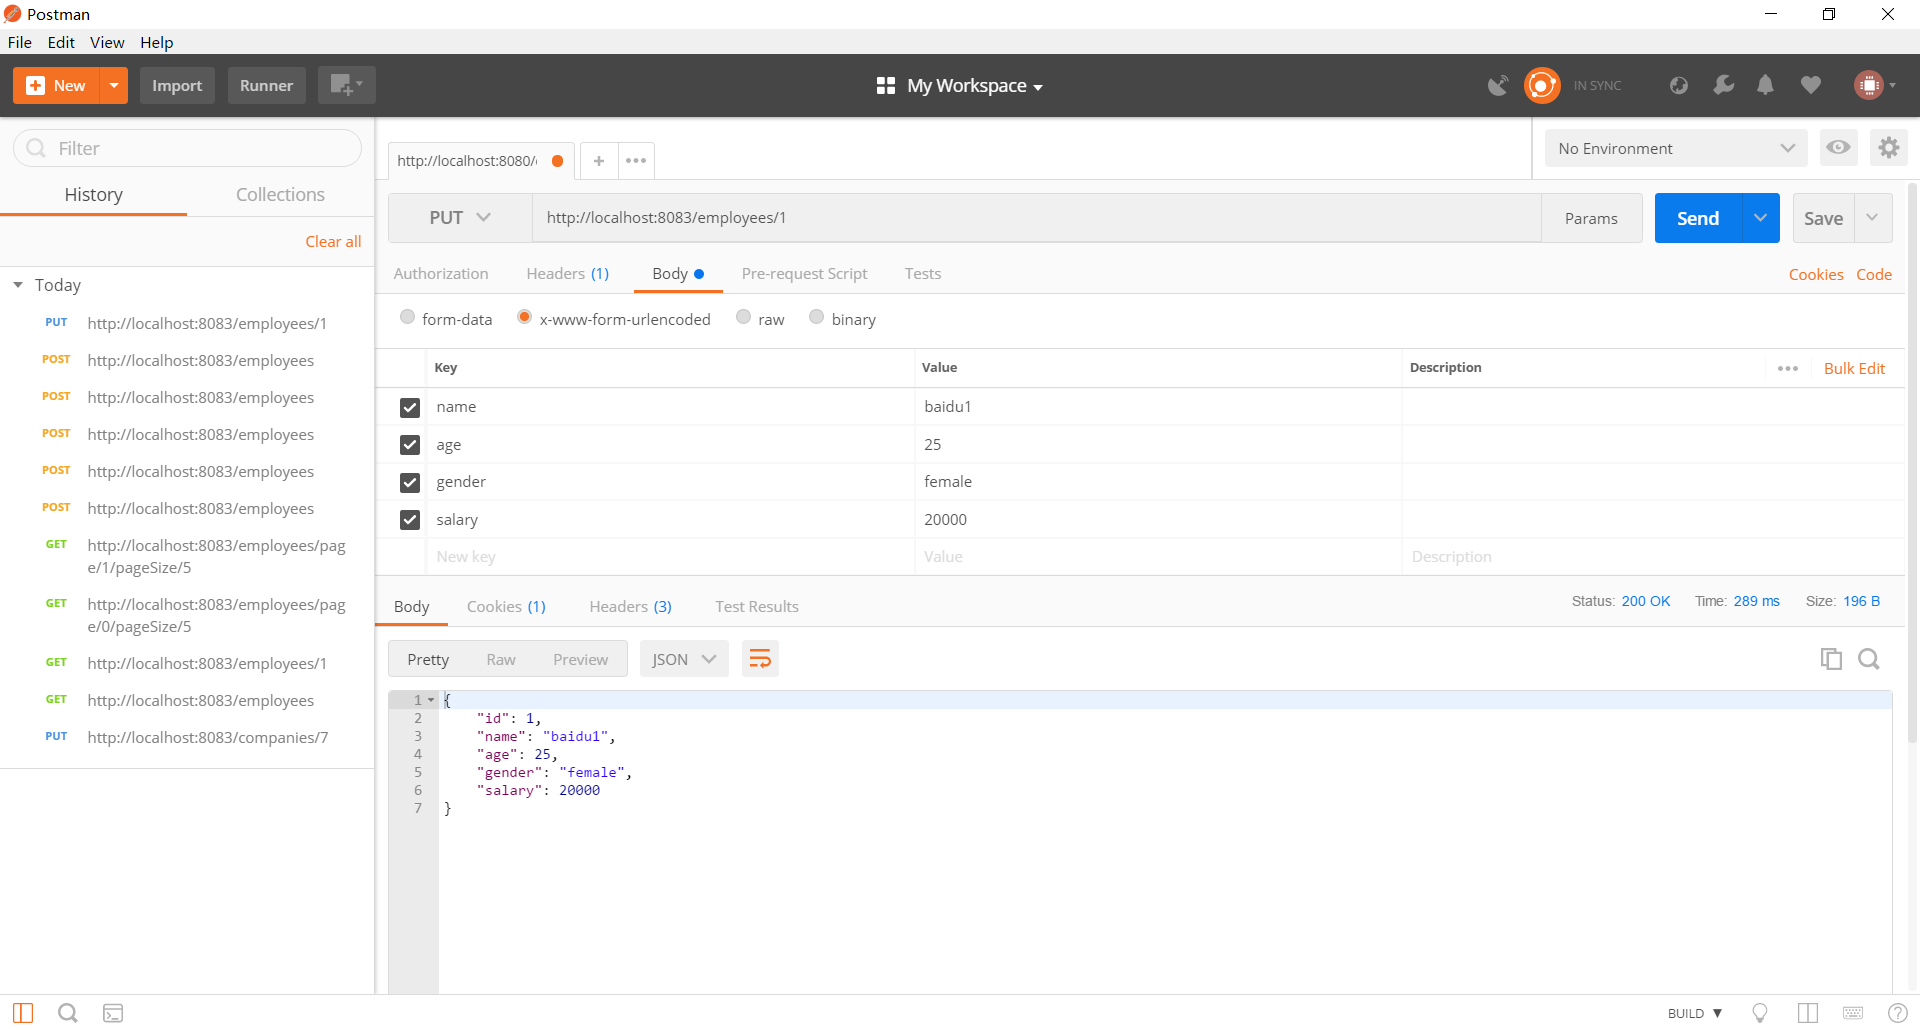 Postman
File Edit View Help
New Import Runner My Workspace IN SYNC
Filter
History Collections
Clear all
Today
PUT http://localhost:8083/employees/1
POST http://localhost:8083/employees
POST http://localhost:8083/employees
POST http://localhost:8083/employees
POST http://localhost:8083/employees
POST http://localhost:8083/employees
GET http://localhost:8083/employees/pag
e/1/pageSize/5
GET http://localhost:8083/employees/pag
e/0/pageSize/5
GET http://localhost:8083/employees/1
GET http://localhost:8083/employees
PUT http://localhost:8083/companies/7
http://localhost:8080/
No Environment
PUT http://localhost:8083/employees/1 Params Send Save
Authorization Headers (1) Body Pre-request Script Tests Cookies Code
form-data x-www-form-urlencoded raw binary
Key Value Description Bulk Edit
name baidu1
age 25
gender female
salary 20000
New key Value Description
Body Cookies (1) Headers (3) Test Results Status: 200 OK Time: 289 ms Size: 196 B
Pretty Raw Preview JSON
1 {
2 "id": 1,
3 "name": "baidu1",
4 "age": 25,
5 "gender": "female",
6 "salary": 20000
7 }
BUILD